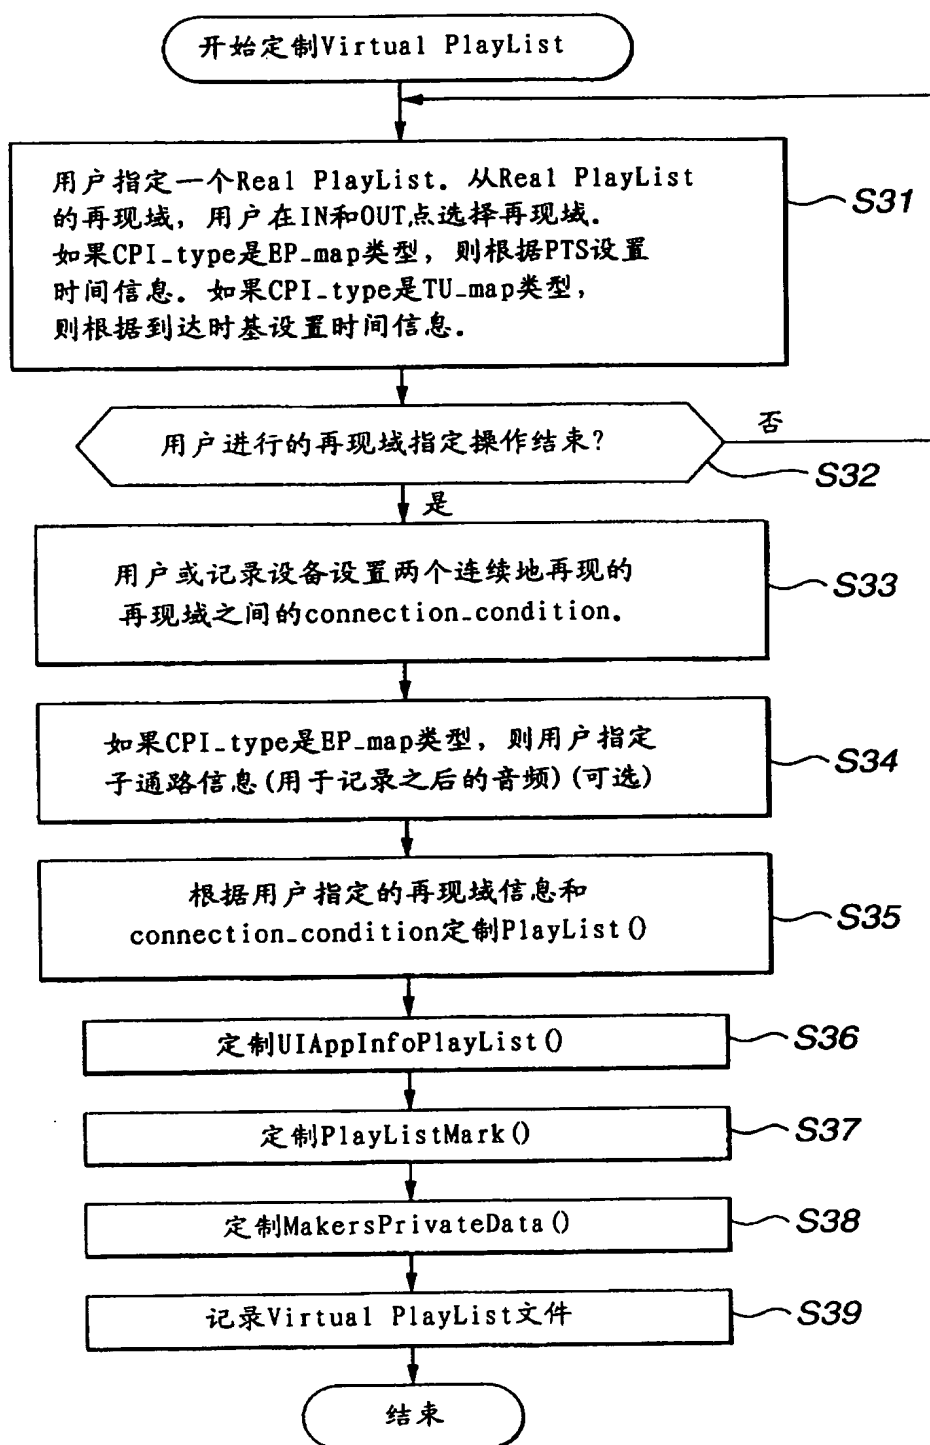 开始定制Virtual PlayList
用户指定一个Real PlayList。从Real PlayList
的再现域，用户在IN和OUT点选择再现域。
如果CPI_type是EP_map类型，则根据PTS设置
时间信息。如果CPI_type是TU_map类型，
则根据到达时基设置时间信息。
S31
用户进行的再现域指定操作结束？
否
S32
是
用户或记录设备设置两个连续地再现的
再现域之间的connection_condition。
S33
如果CPI_type是EP_map类型，则用户指定
子通路信息(用于记录之后的音频)(可选)
S34
根据用户指定的再现域信息和
connection_condition定制PlayList()
S35
定制UIAppInfoPlayList()
S36
定制PlayListMark()
S37
定制MakersPrivateData()
S38
记录Virtual PlayList文件
S39
结束